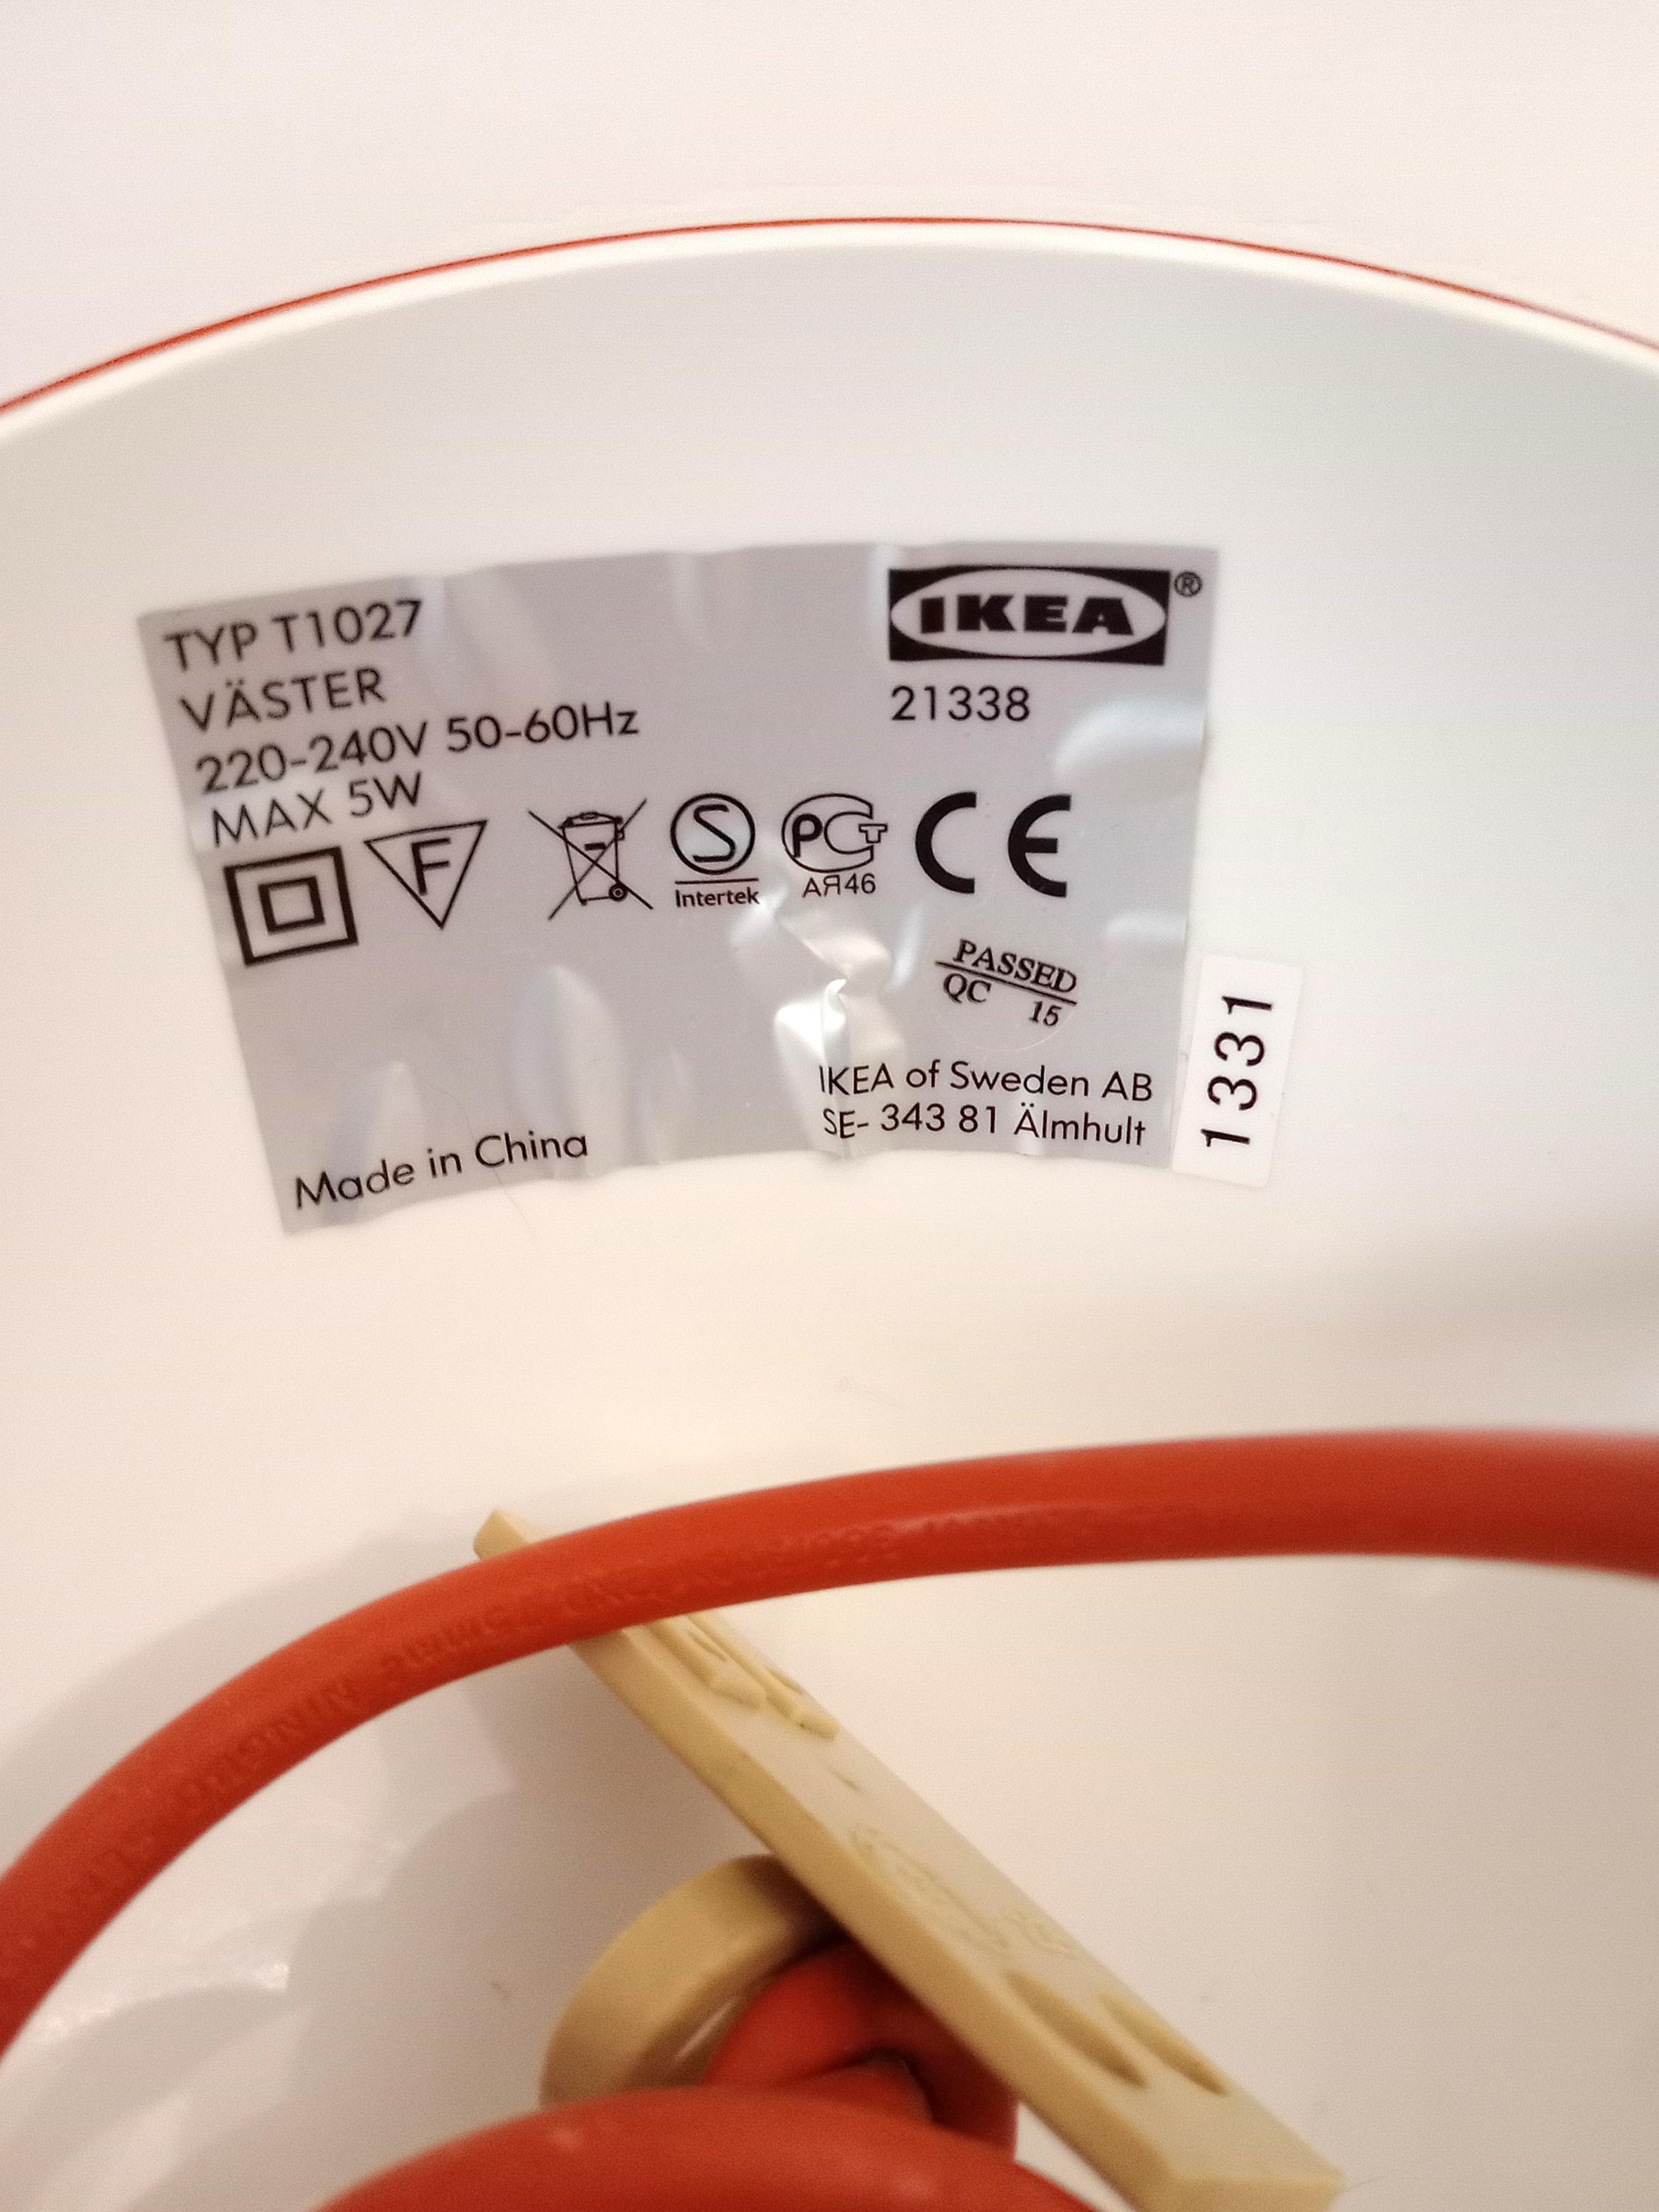 TYP T1027
VÄSTER
220-240V 50-60Hz
MAX 5W
IKEA®
21338
F
S
Intertek
PCT
АЯ46
CE
PASSED
QC 15
IKEA of Sweden AB
SE- 343 81 Älmhult
Made in China
1331